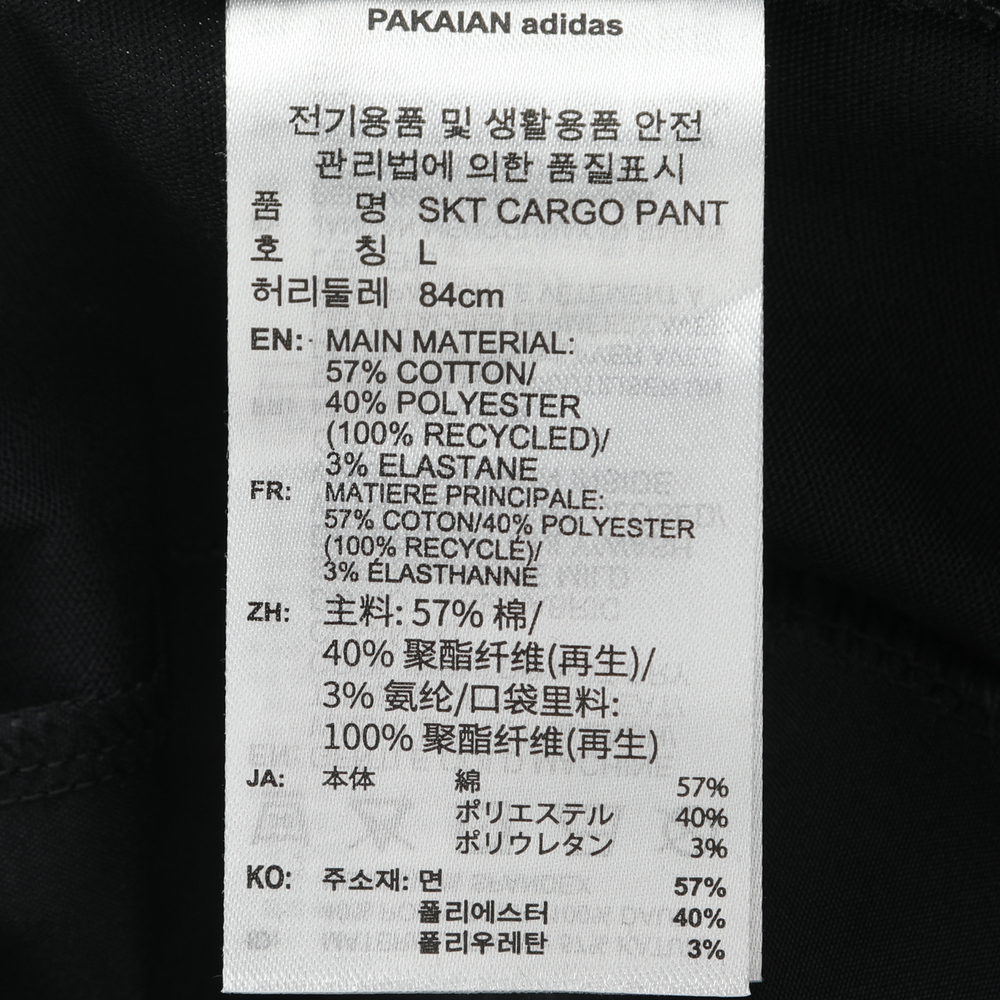 PAKAIAN adidas
전기용품 및 생활용품 안전
관리법에 의한 품질표시
품 명 SKT CARGO PANT
호 칭 L
허리둘레 84cm
EN: MAIN MATERIAL:
57% COTTON/
40% POLYESTER
(100% RECYCLED)/
3% ELASTANE
FR: MATIERE PRINCIPALE:
57% COTON/40% POLYESTER
(100% RECYCLÉ)/
3% ÉLASTHANNE
ZH: 主料: 57% 棉/
40% 聚酯纤维(再生)/
3% 氨纶/口袋里料:
100% 聚酯纤维(再生)
JA: 本体 綿 57%
ポリエステル 40%
ポリウレタン 3%
KO: 주소재: 면 57%
폴리에스터 40%
폴리우레탄 3%